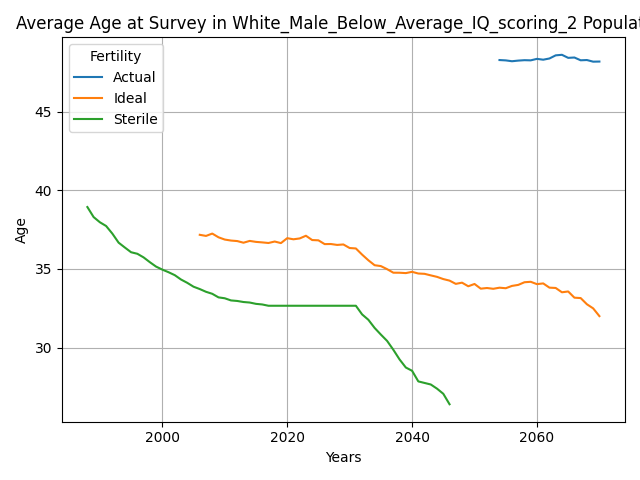 Average Age at Survey in White_Male_Below_Average_IQ_scoring_2 Populat
Fertility
Actual
Ideal
Sterile
Age
45
40
35
30
2000
2020
2040
2060
Years